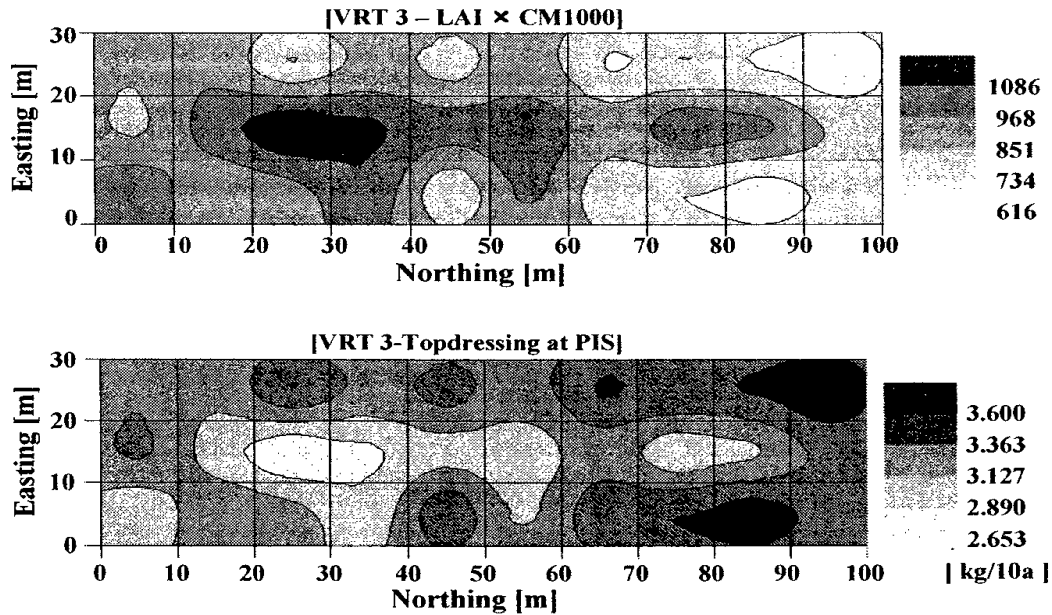 [VRT 3 – LAI × CM1000]
30
20
10
0
Easting [m]
0 10 20 30 40 50 60 70 80 90 100
Northing [m]
1086
968
851
734
616
[VRT 3-Topdressing at PIS]
30
20
10
0
Easting [m]
0 10 20 30 40 50 60 70 80 90 100
Northing [m]
3.600
3.363
3.127
2.890
2.653
[ kg/10a ]